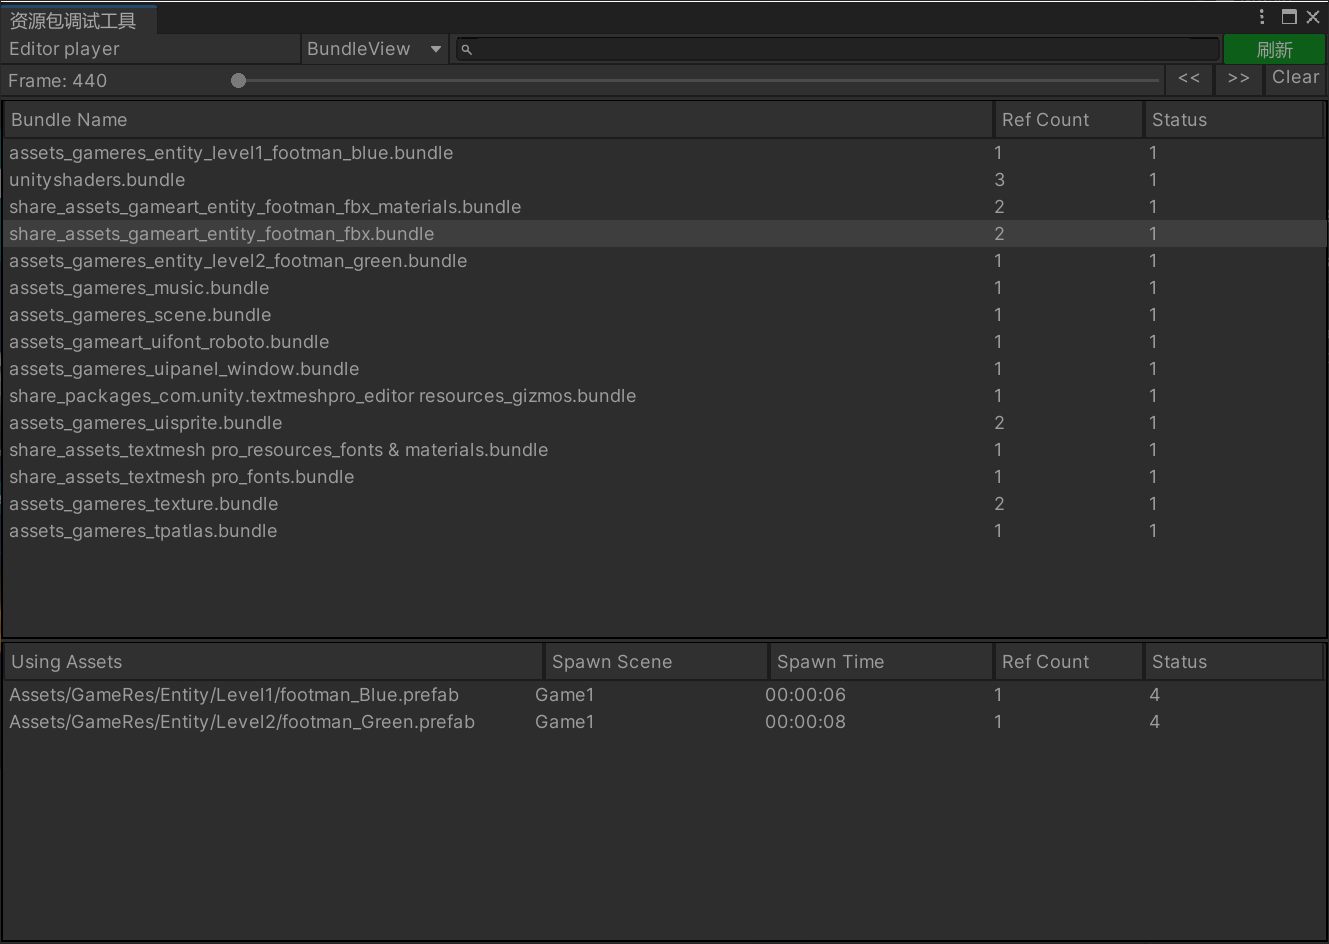 资源包调试工具
Editor player BundleView 刷新
Frame: 440 << >> Clear
Bundle Name Ref Count Status
assets_gameres_entity_level1_footman_blue.bundle 1 1
unityshaders.bundle 3 1
share_assets_gameart_entity_footman_fbx_materials.bundle 2 1
share_assets_gameart_entity_footman_fbx.bundle 2 1
assets_gameres_entity_level2_footman_green.bundle 1 1
assets_gameres_music.bundle 1 1
assets_gameres_scene.bundle 1 1
assets_gameart_uifont_roboto.bundle 1 1
assets_gameres_uipanel_window.bundle 1 1
share_packages_com.unity.textmeshpro_editor resources_gizmos.bundle 1 1
assets_gameres_uisprite.bundle 2 1
share_assets_textmesh pro_resources_fonts & materials.bundle 1 1
share_assets_textmesh pro_fonts.bundle 1 1
assets_gameres_texture.bundle 2 1
assets_gameres_tpatlas.bundle 1 1
Using Assets Spawn Scene Spawn Time Ref Count Status
Assets/GameRes/Entity/Level1/footman_Blue.prefab Game1 00:00:06 1 4
Assets/GameRes/Entity/Level2/footman_Green.prefab Game1 00:00:08 1 4